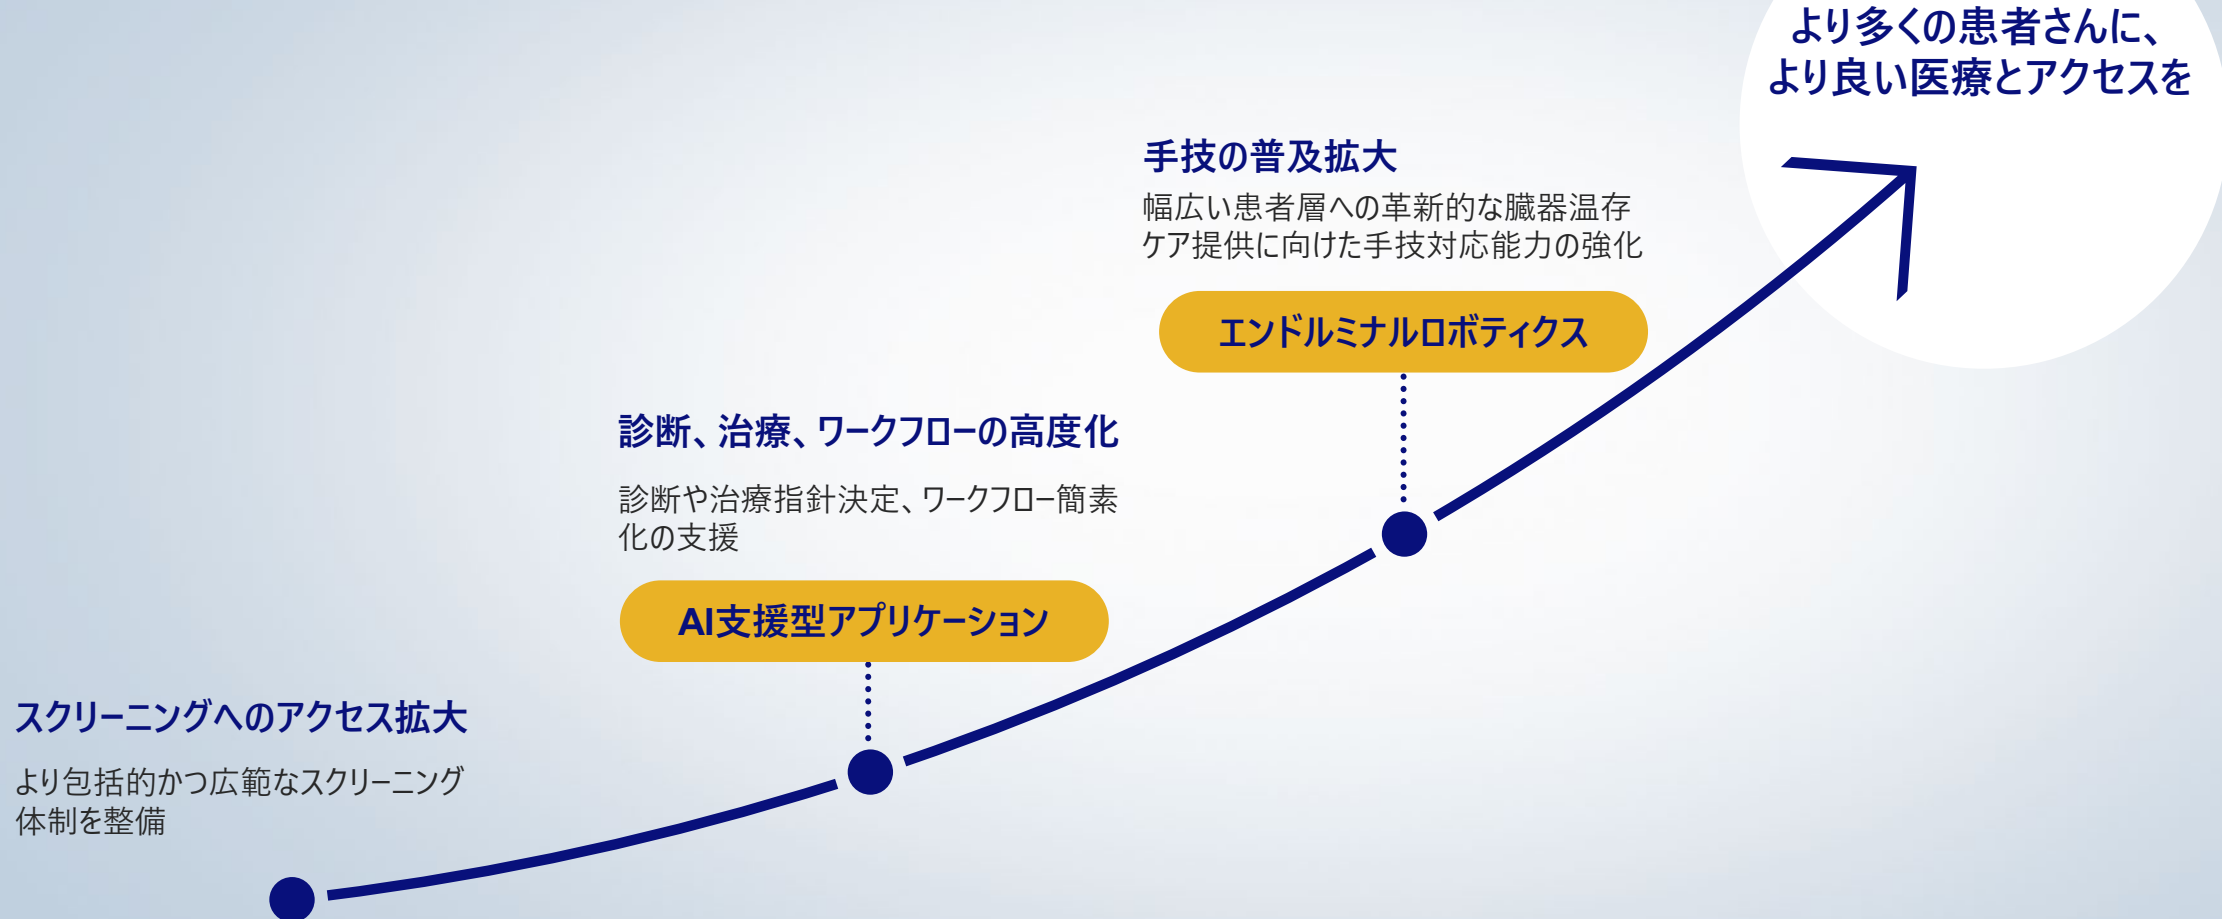 より多くの患者さんに、
より良い医療とアクセスを
手技の普及拡大
幅広い患者層への革新的な臓器温存
ケア提供に向けた手技対応能力の強化
エンドルミナルロボティクス
診断、治療、ワークフローの高度化
診断や治療指針決定、ワークフロー簡素
化の支援
AI支援型アプリケーション
スクリーニングへのアクセス拡大
より包括的かつ広範なスクリーニング
体制を整備